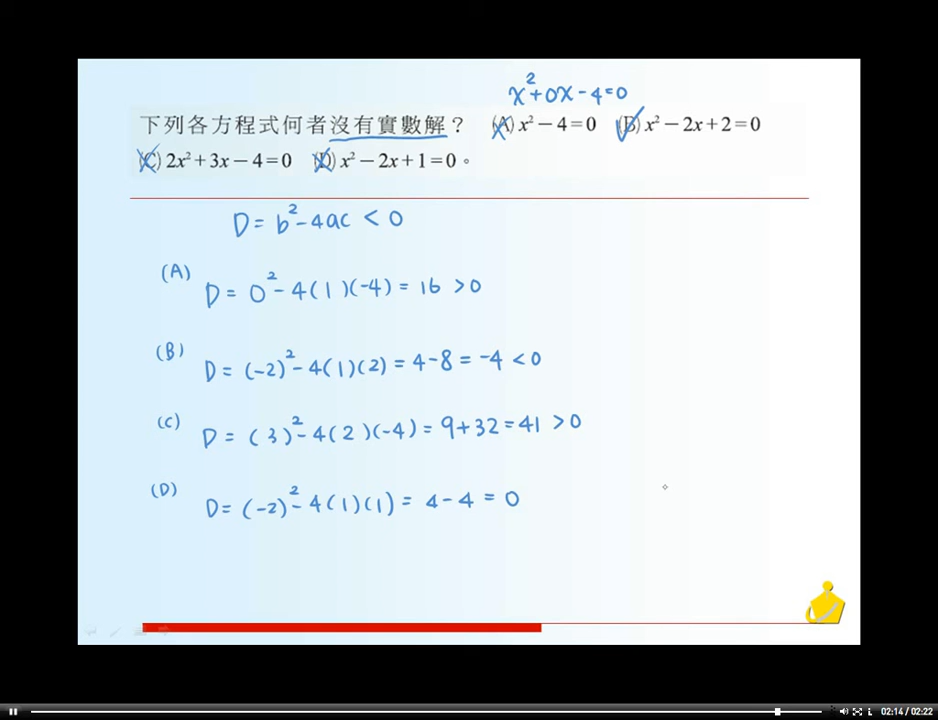 x²+0x-4=0
下列各方程式何者沒有實數解？ (A) x²－4＝0 (B) x²－2x＋2＝0
(C) 2x²＋3x－4＝0 (D) x²－2x＋1＝0。
D = b²-4ac < 0
(A) D = 0²-4(1)(-4) = 16 >0
(B) D = (-2)²-4(1)(2) = 4-8 = -4 <0
(C) D = (3)²-4(2)(-4) = 9+32 = 41 >0
(D) D = (-2)²-4(1)(1) = 4-4 = 0
02:14 / 02:22